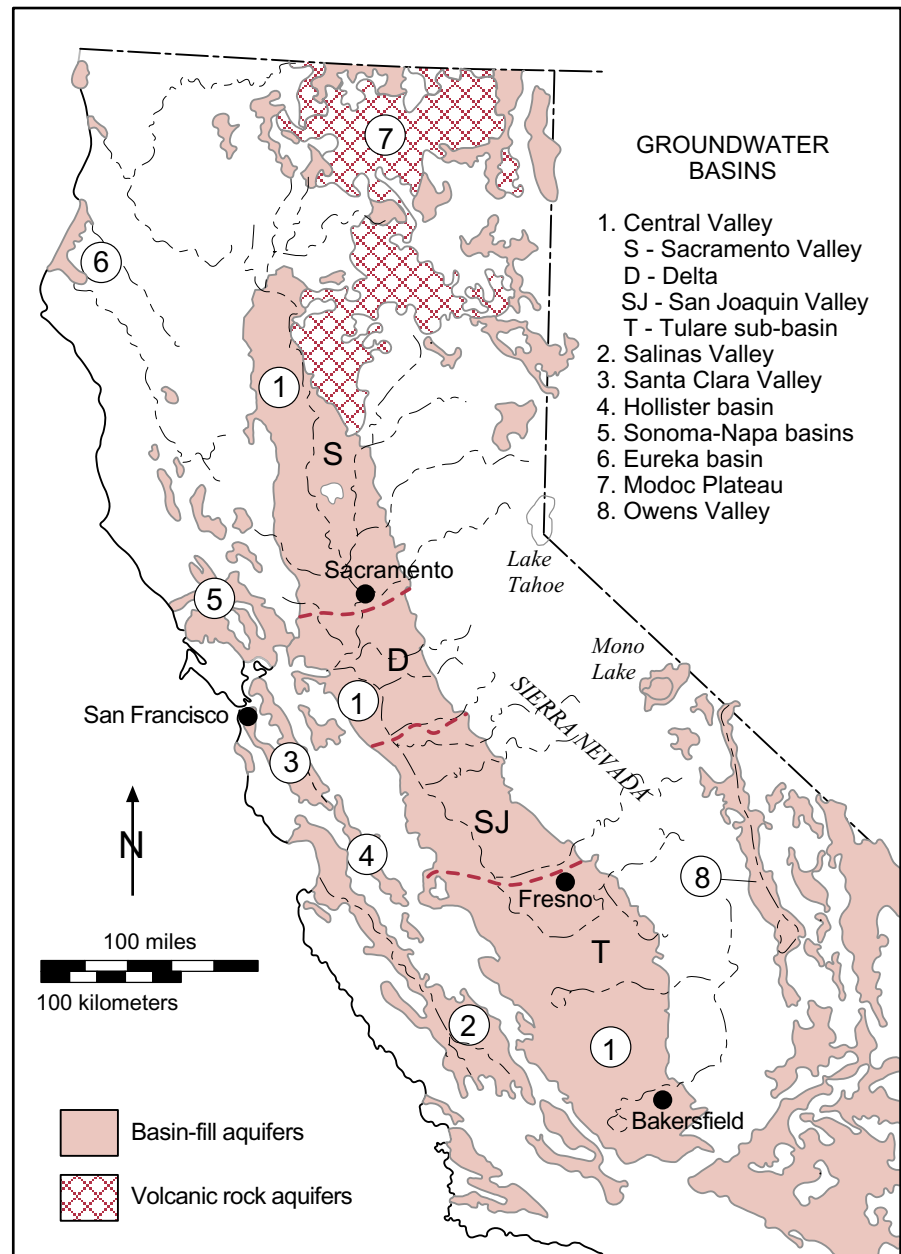 GROUNDWATER
BASINS
1. Central Valley
S - Sacramento Valley
D - Delta
SJ - San Joaquin Valley
T - Tulare sub-basin
2. Salinas Valley
3. Santa Clara Valley
4. Hollister basin
5. Sonoma-Napa basins
6. Eureka basin
7. Modoc Plateau
8. Owens Valley
7
6
1
S
Lake
Tahoe
Sacramento
5
Mono
Lake
D
1
San Francisco
SIERRA NEVADA
3
N
SJ
4
8
Fresno
T
100 miles
100 kilometers
2
1
Bakersfield
Basin-fill aquifers
Volcanic rock aquifers